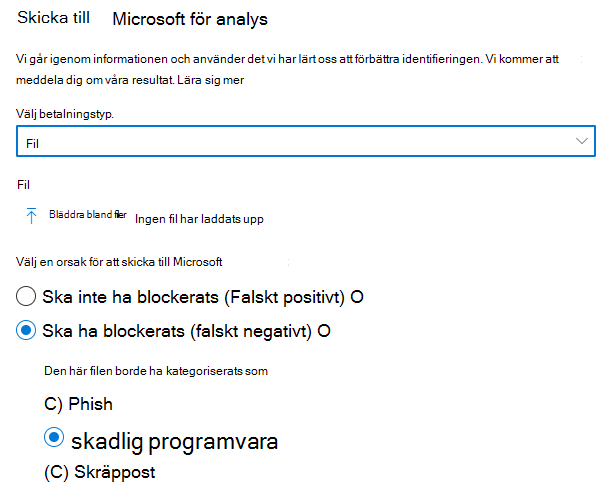 Skicka till Microsoft för analys
Vi går igenom informationen och använder det vi har lärt oss att förbättra identifieringen. Vi kommer att
meddela dig om våra resultat. Lära sig mer
Välj betalningstyp.
Fil
Fil
Bläddra bland filer Ingen fil har laddats upp
Välj en orsak för att skicka till Microsoft
Ska inte ha blockerats (Falskt positivt) O
Ska ha blockerats (falskt negativt) O
Den här filen borde ha kategoriserats som
C) Phish
skadlig programvara
(C) Skräppost